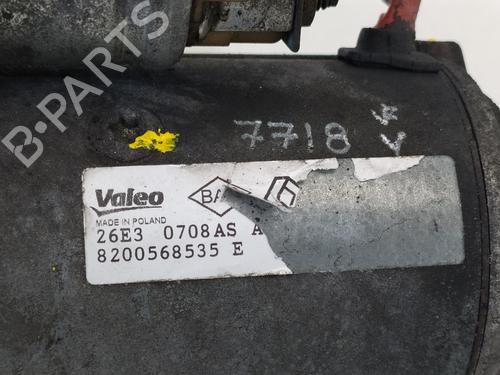 B-PARTS
7718
Valeo
MADE IN POLAND
26E3 0708AS A
8200568535 E